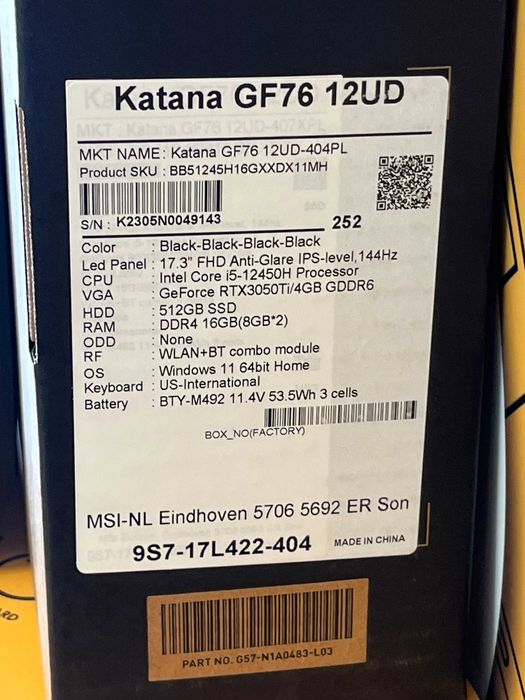 Katana GF76 12UD
MKT NAME: Katana GF76 12UD-404PL
Product SKU : BB51245H16GXXDX11MH
S/N : K2305N0049143
252
Color : Black-Black-Black-Black
Led Panel : 17.3" FHD Anti-Glare IPS-level,144Hz
CPU : Intel Core i5-12450H Processor
VGA : GeForce RTX3050Ti/4GB GDDR6
HDD : 512GB SSD
RAM : DDR4 16GB(8GB*2)
ODD : None
RF : WLAN+BT combo module
OS : Windows 11 64bit Home
Keyboard : US-International
Battery : BTY-M492 11.4V 53.5Wh 3 cells
BOX_NO(FACTORY)
MSI-NL Eindhoven 5706 5692 ER Son
9S7-17L422-404 MADE IN CHINA
PART NO. G57-N1A0483-L03